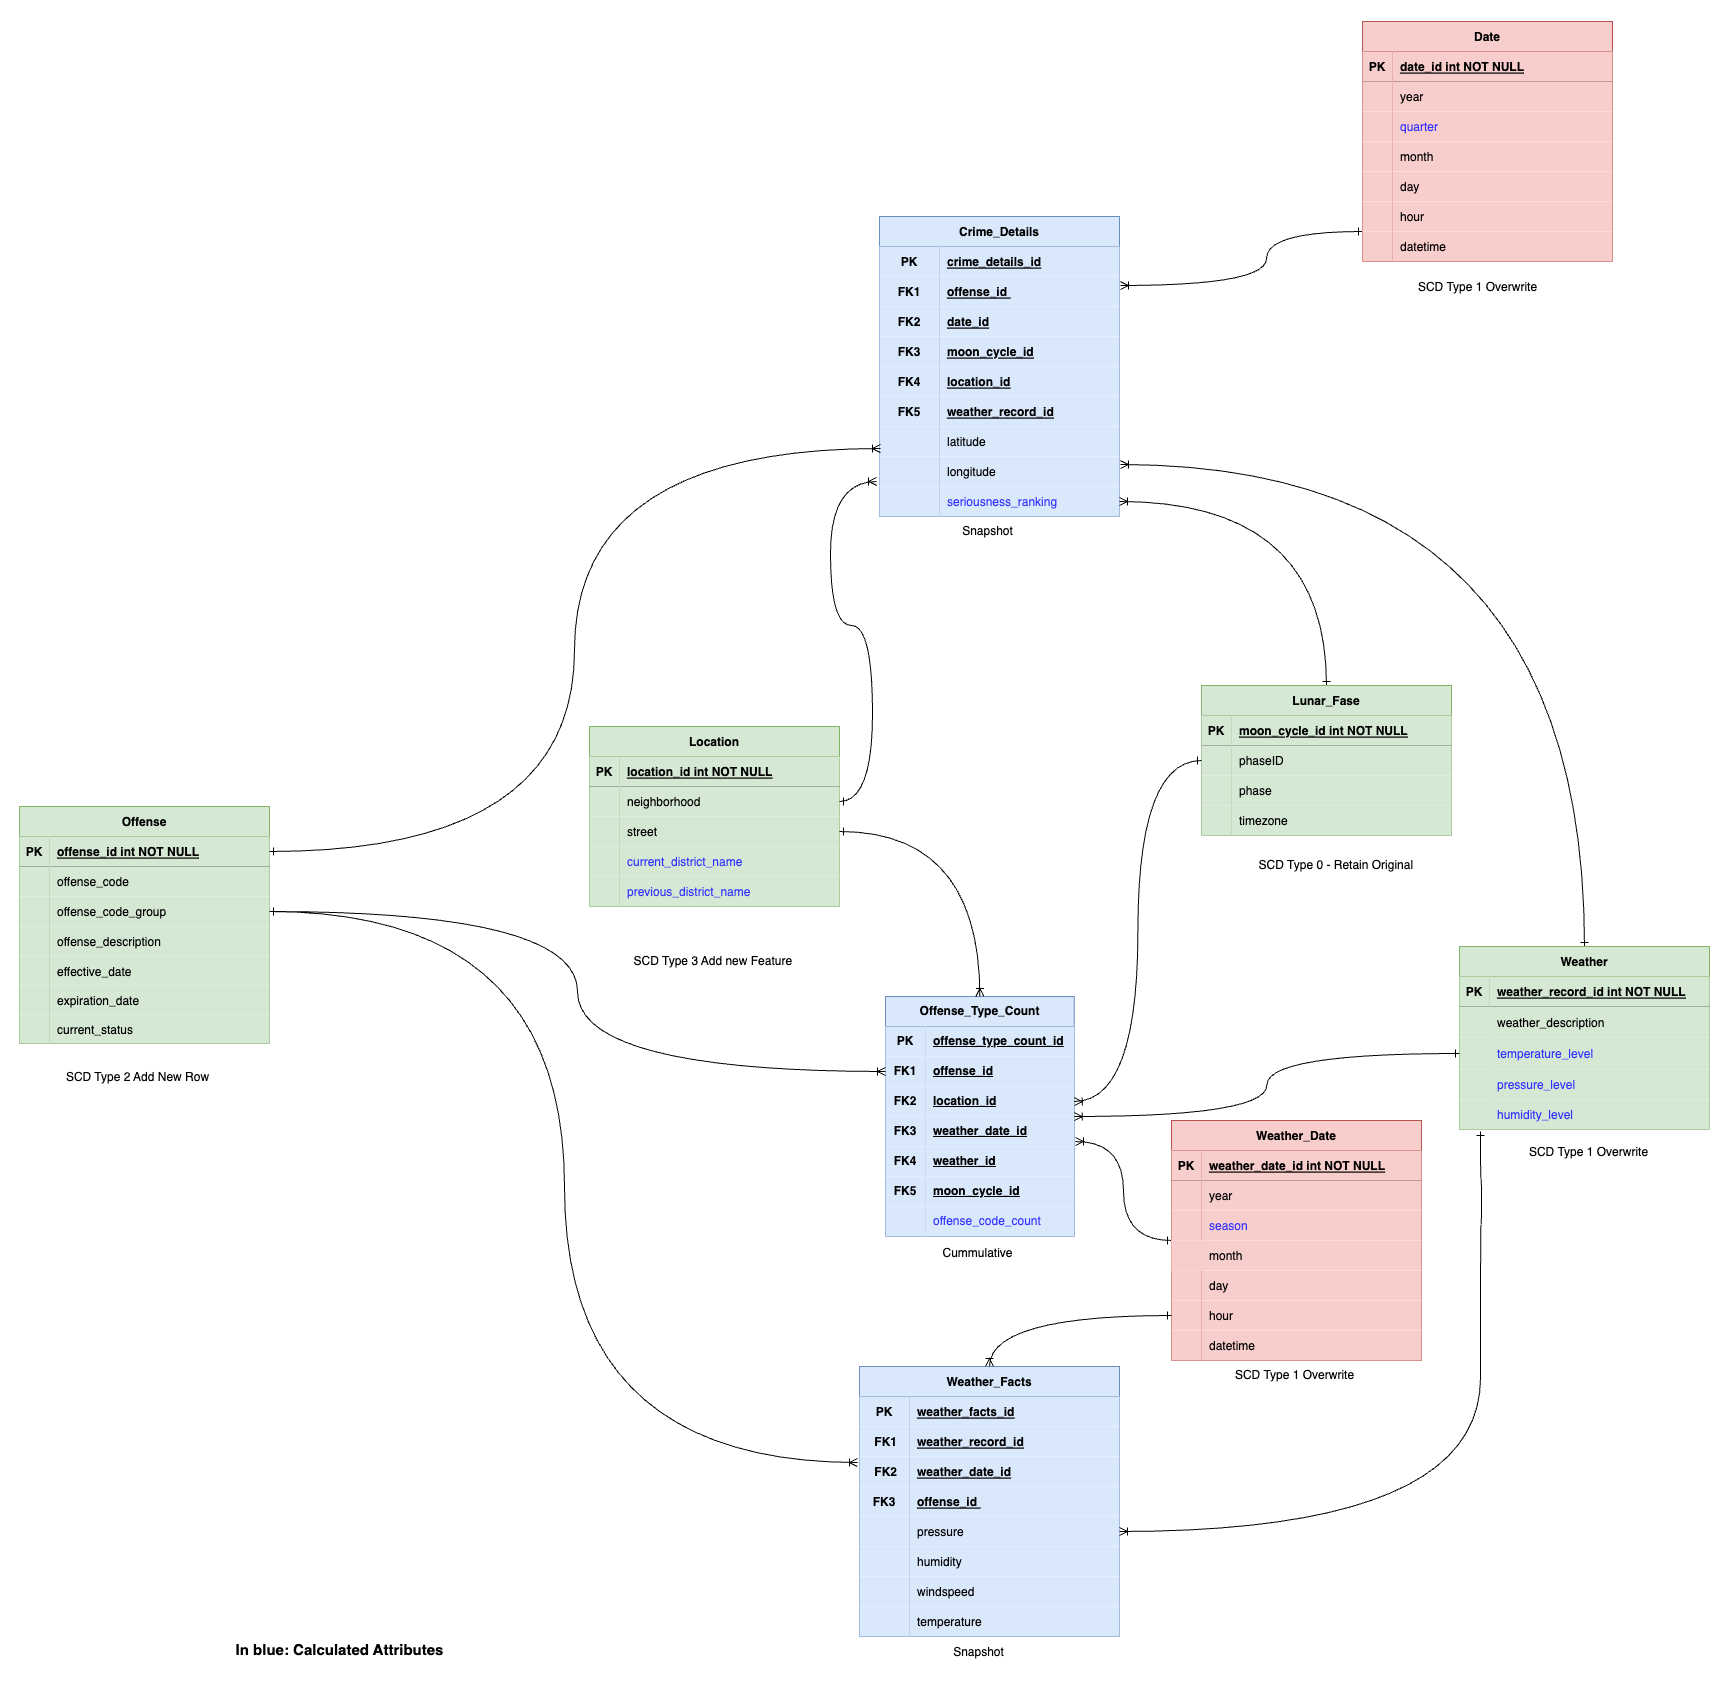 Date
PK date_id int NOT NULL
year
quarter
month
day
hour
datetime
SCD Type 1 Overwrite
Crime_Details
PK crime_details_id
FK1 offense_id
FK2 date_id
FK3 moon_cycle_id
FK4 location_id
FK5 weather_record_id
latitude
longitude
seriousness_ranking
Snapshot
Lunar_Fase
PK moon_cycle_id int NOT NULL
phaseID
phase
timezone
SCD Type 0 - Retain Original
Location
PK location_id int NOT NULL
neighborhood
street
current_district_name
previous_district_name
SCD Type 3 Add new Feature
Offense
PK offense_id int NOT NULL
offense_code
offense_code_group
offense_description
effective_date
expiration_date
current_status
SCD Type 2 Add New Row
Weather
PK weather_record_id int NOT NULL
weather_description
temperature_level
pressure_level
humidity_level
SCD Type 1 Overwrite
Offense_Type_Count
PK offense_type_count_id
FK1 offense_id
FK2 location_id
FK3 weather_date_id
FK4 weather_id
FK5 moon_cycle_id
offense_code_count
Cummulative
Weather_Date
PK weather_date_id int NOT NULL
year
season
month
day
hour
datetime
SCD Type 1 Overwrite
Weather_Facts
PK weather_facts_id
FK1 weather_record_id
FK2 weather_date_id
FK3 offense_id
pressure
humidity
windspeed
temperature
Snapshot
In blue: Calculated Attributes